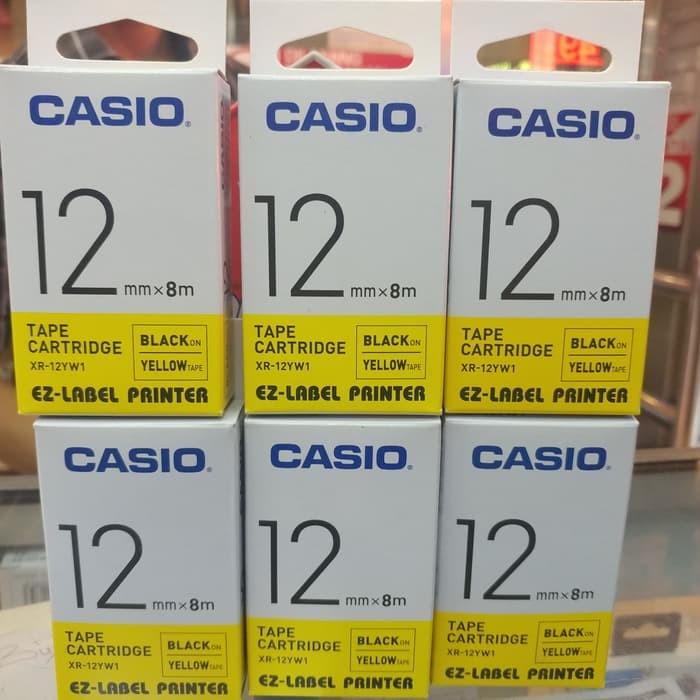 CASIO®
12 mm×8m
TAPE CARTRIDGE
XR-12YW1
BLACK ON
YELLOW TAPE
EZ-LABEL PRINTER
CASIO®
12 mm×8m
TAPE CARTRIDGE
XR-12YW1
BLACK ON
YELLOW TAPE
EZ-LABEL PRINTER
CASIO®
12 mm×8m
TAPE CARTRIDGE
XR-12YW1
BLACK ON
YELLOW TAPE
EZ-LABEL PRINTER
CASIO®
12 mm×8m
TAPE CARTRIDGE
XR-12YW1
BLACK ON
YELLOW TAPE
EZ-LABEL PRINTER
CASIO®
12 mm×8m
TAPE CARTRIDGE
XR-12YW1
BLACK ON
YELLOW TAPE
EZ-LABEL PRINTER
CASIO®
12 mm×8m
TAPE CARTRIDGE
XR-12YW1
BLACK ON
YELLOW TAPE
EZ-LABEL PRINTER